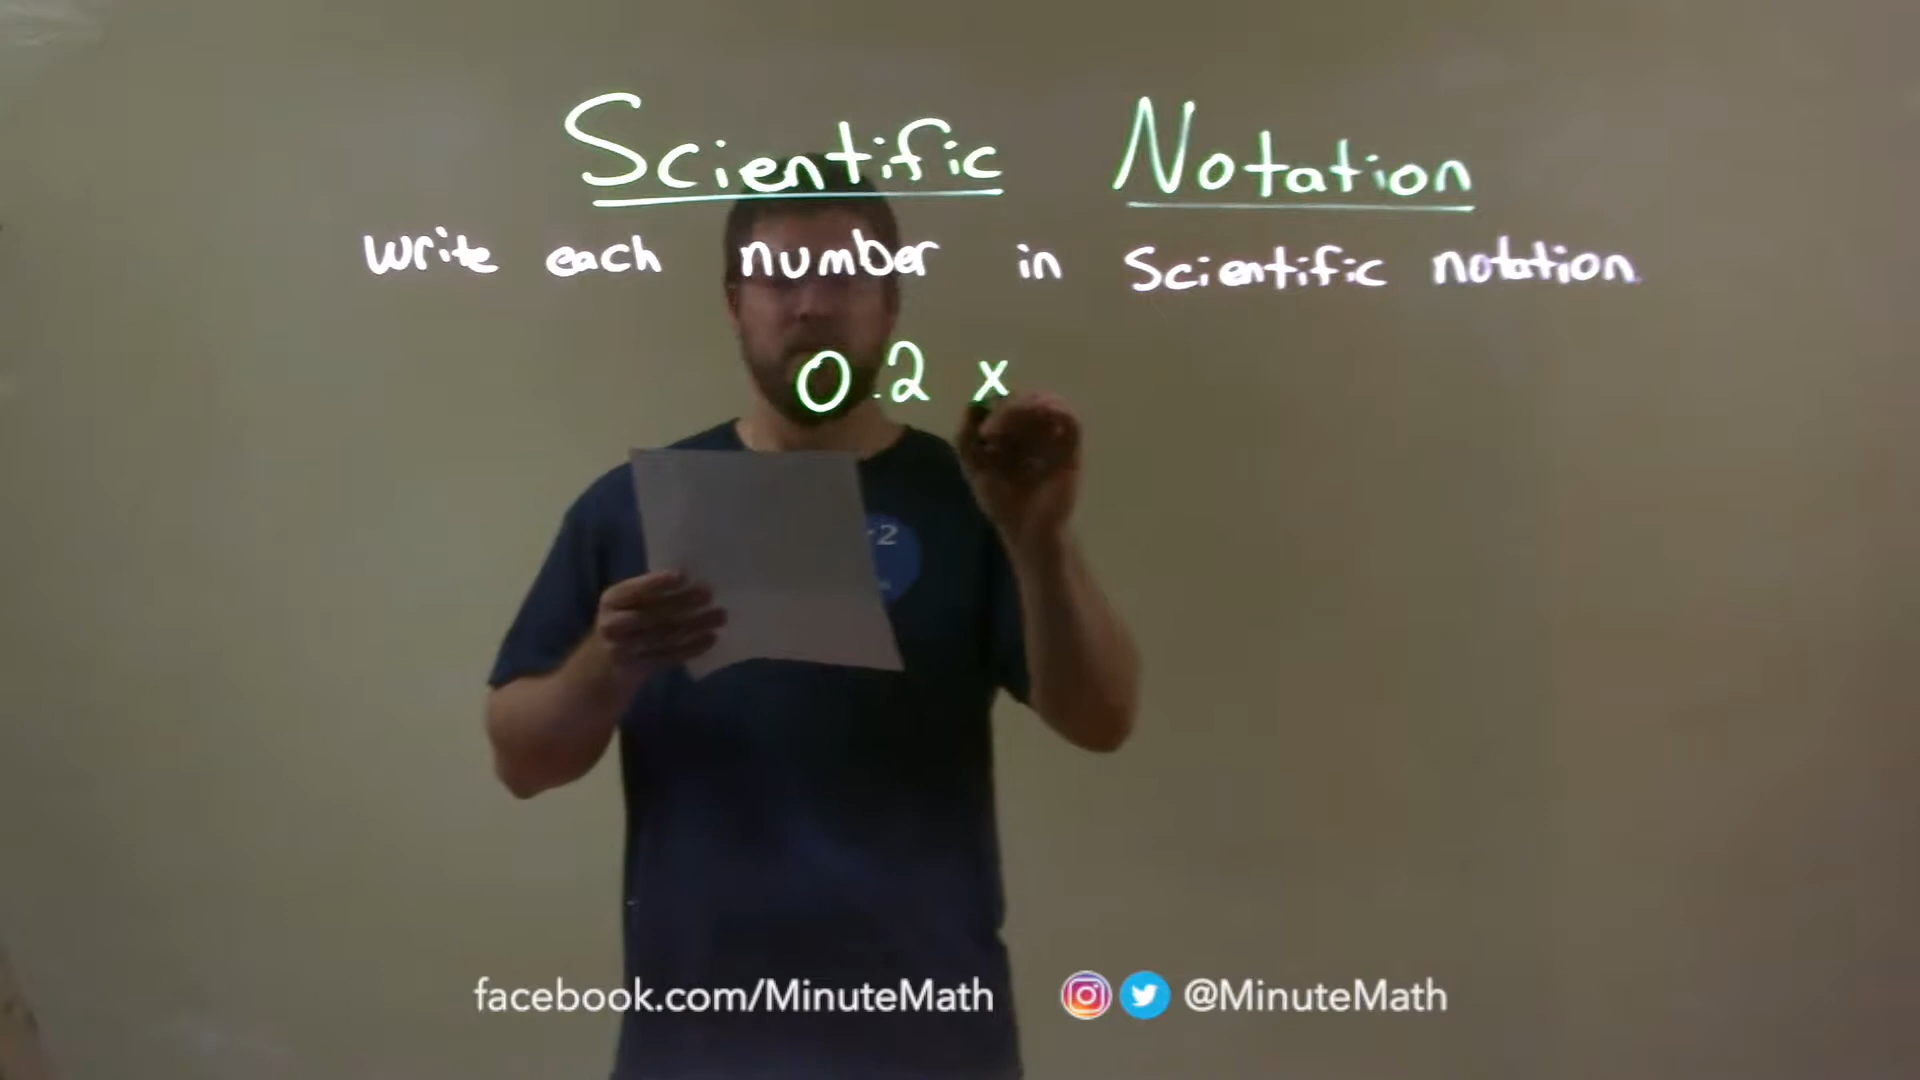 Scientific Notation
Write each number in Scientific notation
0.2 x
facebook.com/MinuteMath @MinuteMath